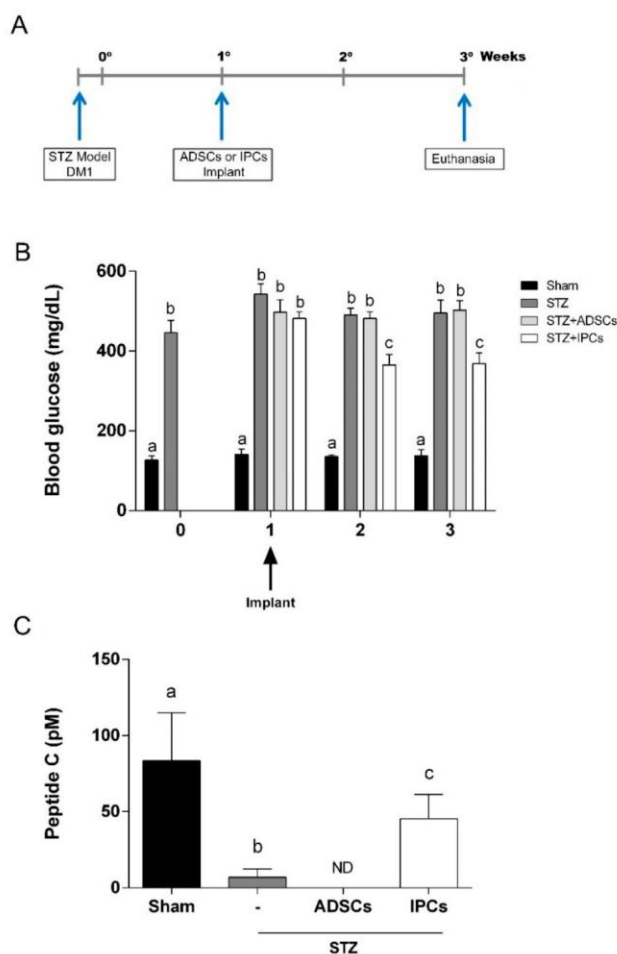 A
0° 1° 2° 3° Weeks
STZ Model
DM1
ADSCs or IPCs
Implant
Euthanasia
B
Blood glucose (mg/dL)
600
400
200
0
a b
a b b b
a b b c
a b b c
0 1 2 3
Implant
Sham
STZ
STZ+ADSCs
STZ+IPCs
C
Peptide C (pM)
150
100
50
0
a
b
ND
c
Sham - ADSCs IPCs
STZ